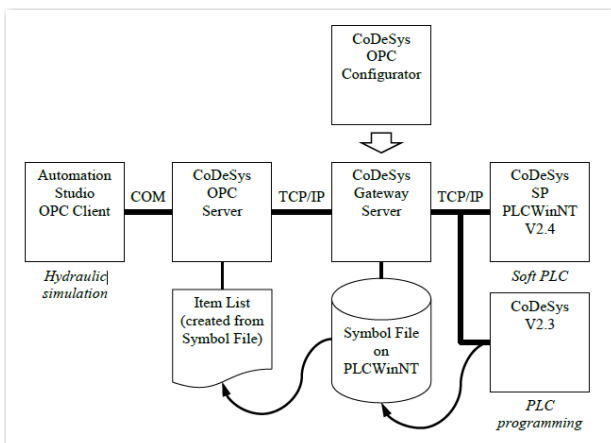 CoDeSys
OPC
Configurator
Automation
Studio
OPC Client
COM
CoDeSys
OPC
Server
TCP/IP
CoDeSys
Gateway
Server
TCP/IP
CoDeSys
SP
PLCWinNT
V2.4
Hydraulic
simulation
Soft PLC
Item List
(created from
Symbol File)
Symbol File
on
PLCWinNT
CoDeSys
V2.3
PLC
programming